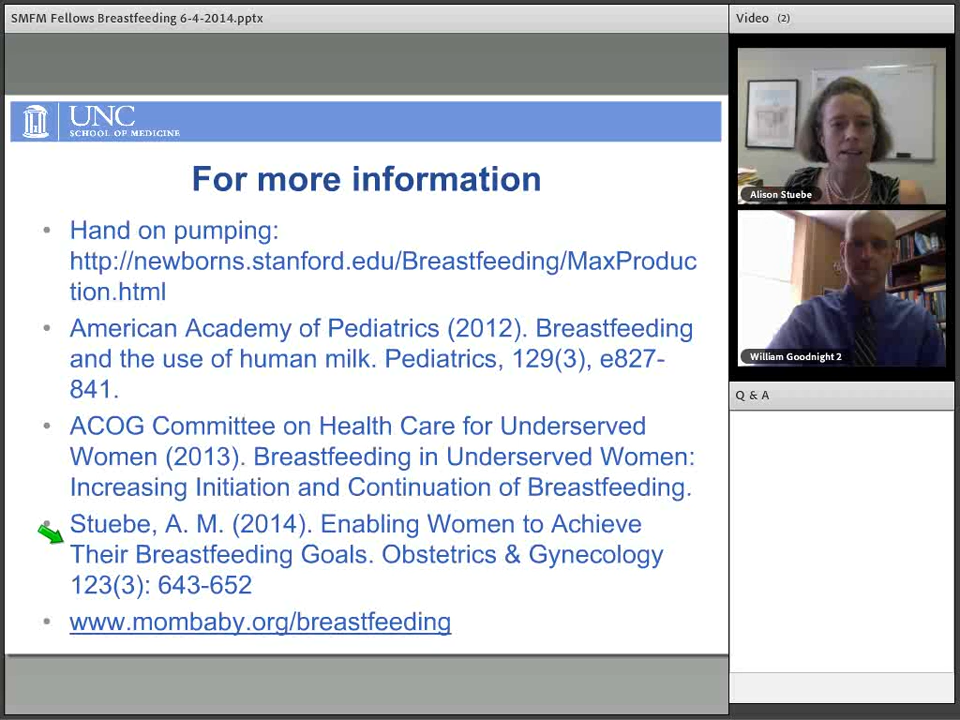 SMFM Fellows Breastfeeding 6-4-2014.pptx
Video (2)
UNC
SCHOOL OF MEDICINE
For more information
• Hand on pumping:
http://newborns.stanford.edu/Breastfeeding/MaxProduc
tion.html
• American Academy of Pediatrics (2012). Breastfeeding
and the use of human milk. Pediatrics, 129(3), e827-
841.
• ACOG Committee on Health Care for Underserved
Women (2013). Breastfeeding in Underserved Women:
Increasing Initiation and Continuation of Breastfeeding.
• Stuebe, A. M. (2014). Enabling Women to Achieve
Their Breastfeeding Goals. Obstetrics & Gynecology
123(3): 643-652
• www.mombaby.org/breastfeeding
Alison Stuebe
William Goodnight 2
Q & A